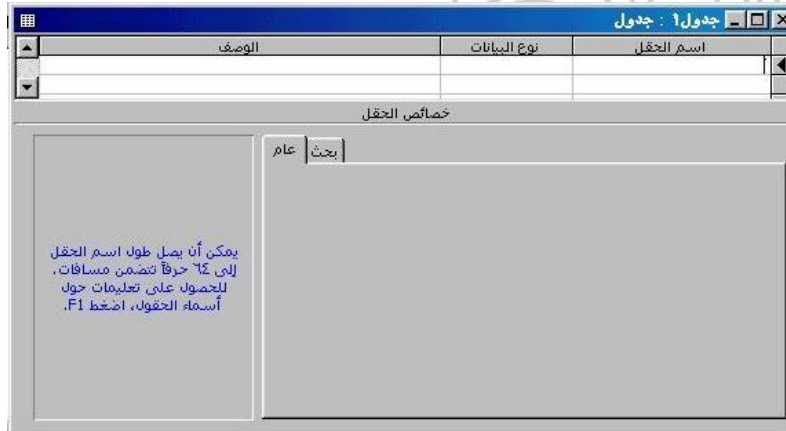 جدول١ : جدول
اسم الحقل نوع البيانات الوصف
خصائص الحقل
عام بحث
يمكن أن يصل طول اسم الحقل
إلى ٦٤ حرفاً تتضمن مسافات.
للحصول على تعليمات حول
أسماء الحقول، اضغط F1.